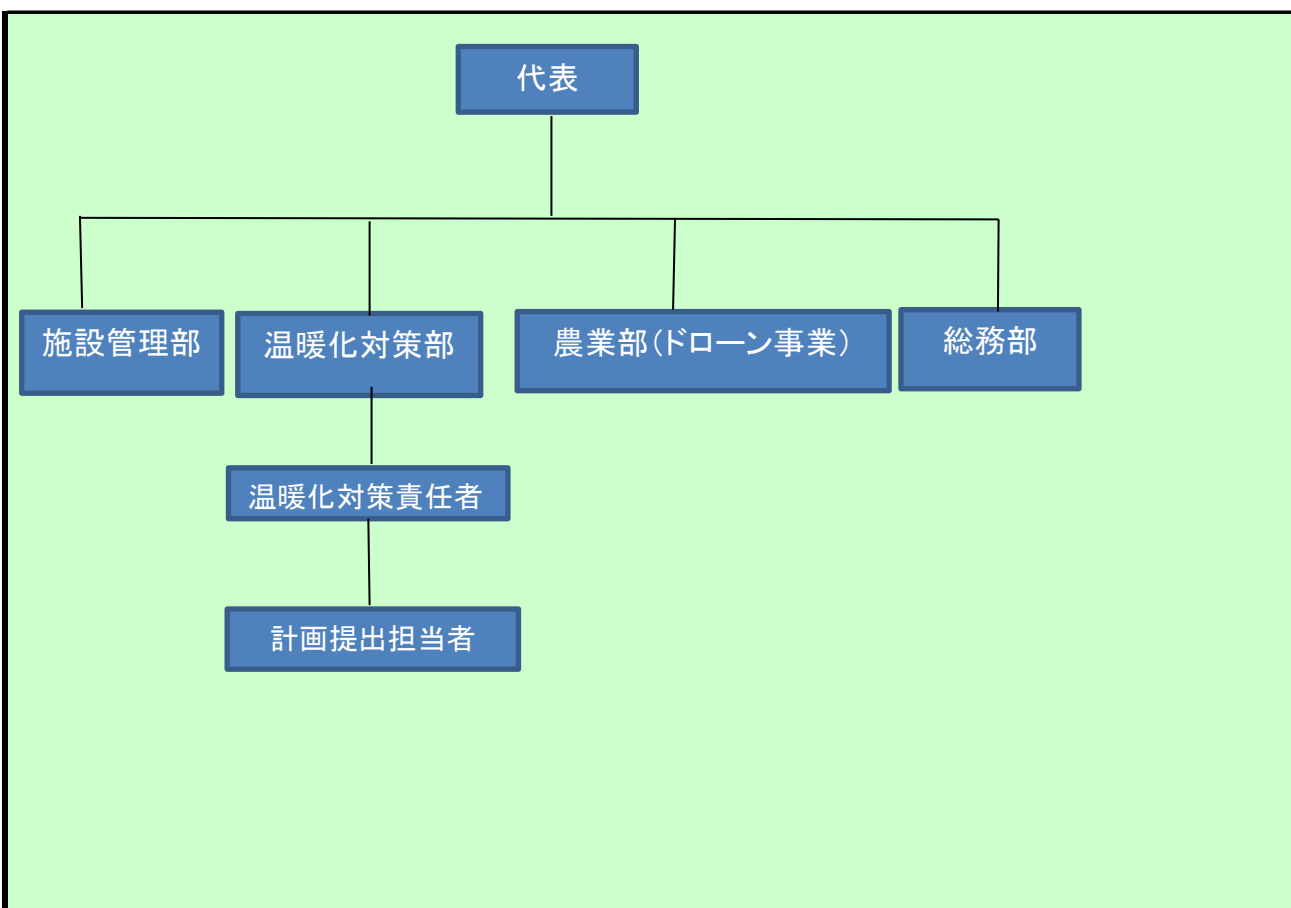 代表
施設管理部
温暖化対策部
農業部（ドローン事業）
総務部
温暖化対策責任者
計画提出担当者